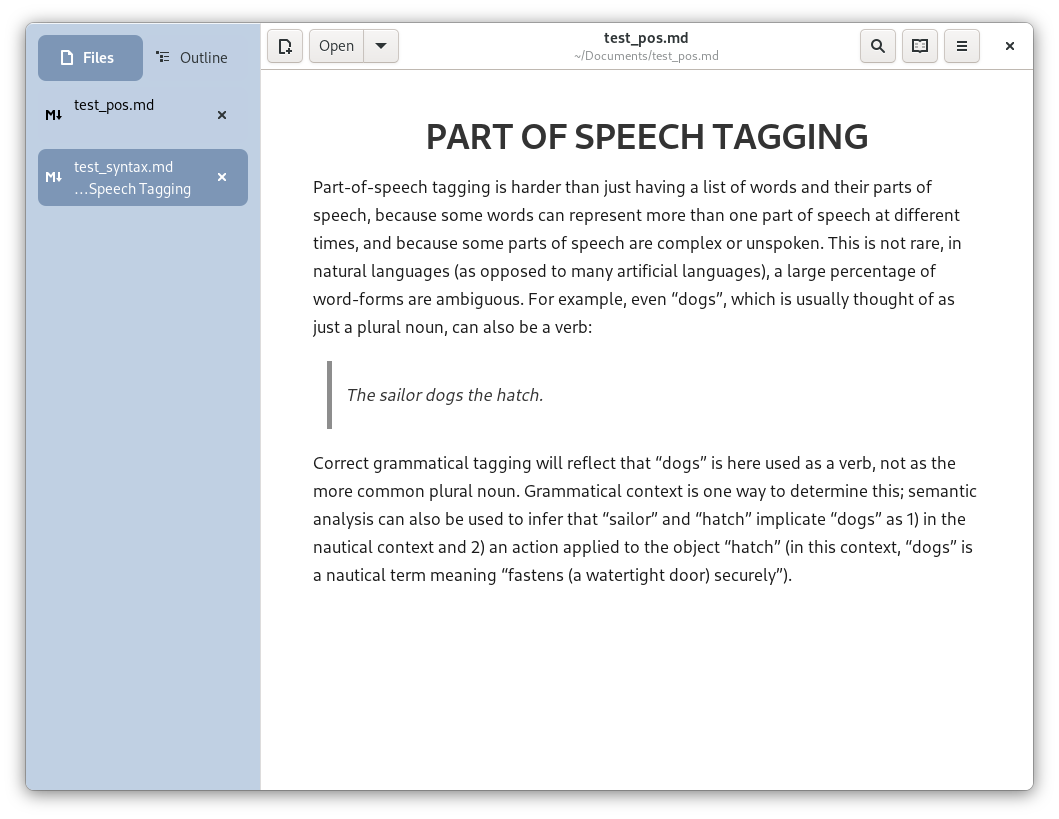 Files
Outline
M↓ test_pos.md
M↓ test_syntax.md
...Speech Tagging
Open
test_pos.md
~/Documents/test_pos.md
PART OF SPEECH TAGGING
Part-of-speech tagging is harder than just having a list of words and their parts of
speech, because some words can represent more than one part of speech at different
times, and because some parts of speech are complex or unspoken. This is not rare, in
natural languages (as opposed to many artificial languages), a large percentage of
word-forms are ambiguous. For example, even “dogs”, which is usually thought of as
just a plural noun, can also be a verb:
The sailor dogs the hatch.
Correct grammatical tagging will reflect that “dogs” is here used as a verb, not as the
more common plural noun. Grammatical context is one way to determine this; semantic
analysis can also be used to infer that “sailor” and “hatch” implicate “dogs” as 1) in the
nautical context and 2) an action applied to the object “hatch” (in this context, “dogs” is
a nautical term meaning “fastens (a watertight door) securely”).